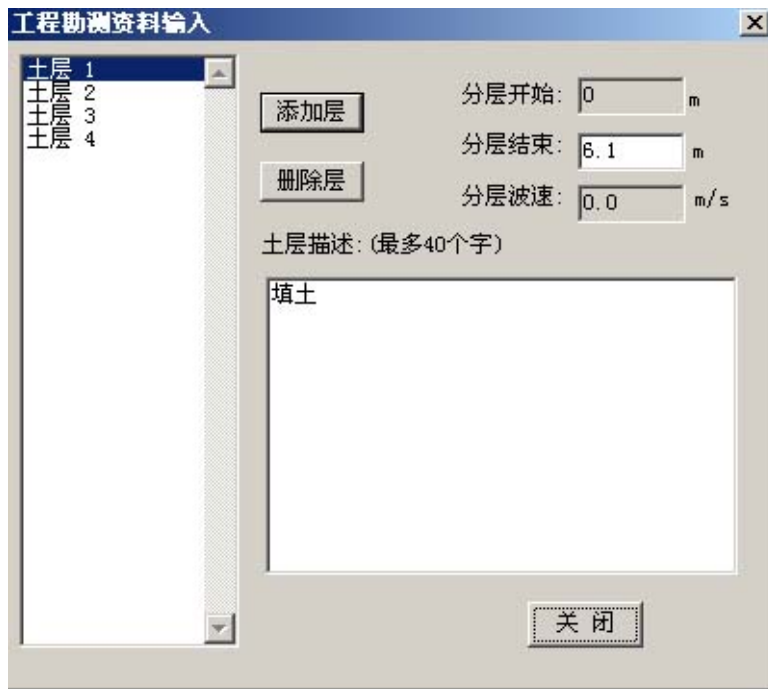 工程勘测资料输入
土层 1
土层 2
土层 3
土层 4
添加层
删除层
分层开始: 0 m
分层结束: 6.1 m
分层波速: 0.0 m/s
土层描述:(最多40个字)
填土
关 闭